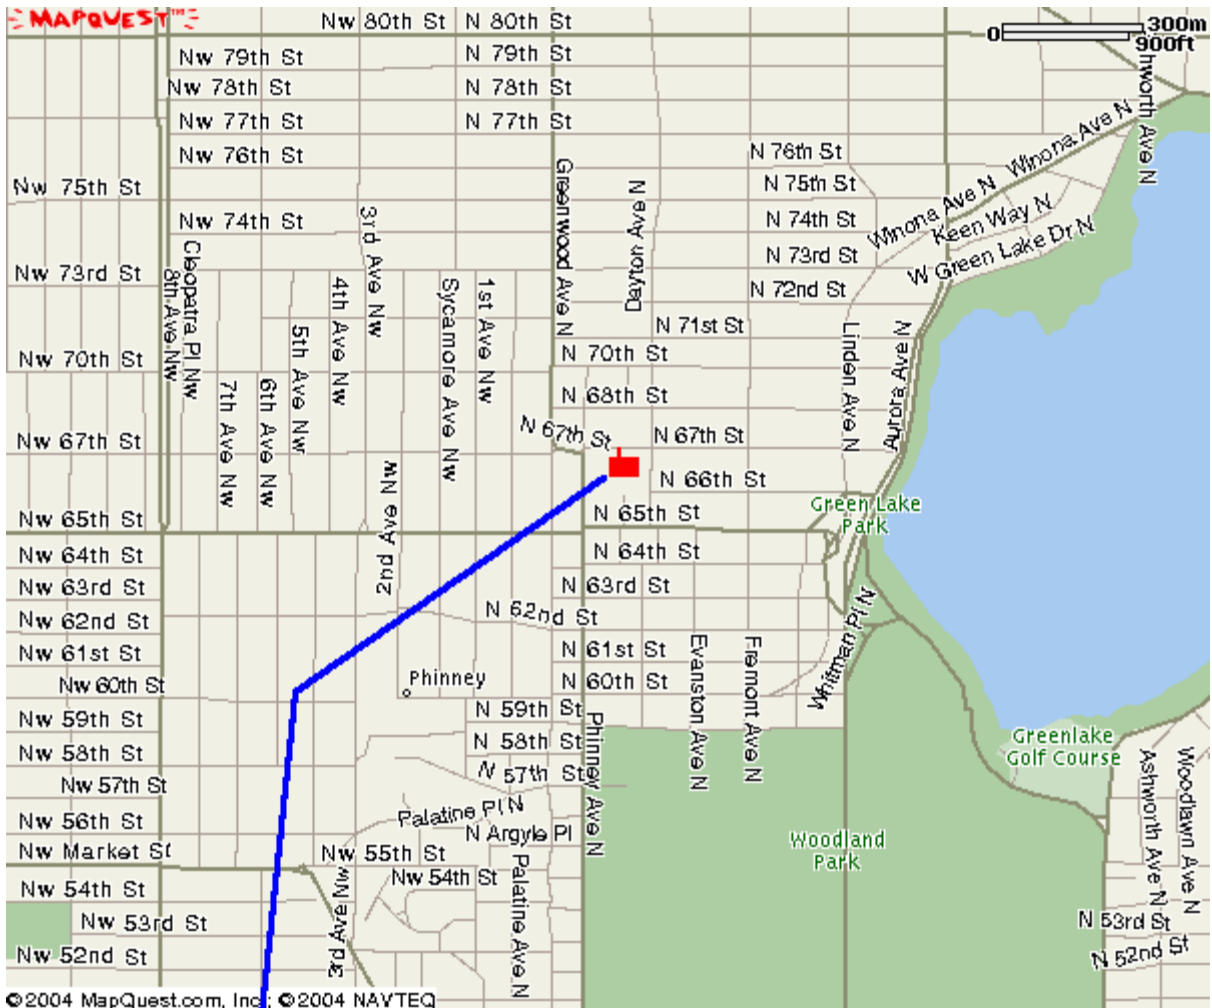 MAPQUEST
Nw 80th St
N 80th St
0
300m
900ft
Nw 79th St
N 79th St
Nw 78th St
N 78th St
Nw 77th St
N 77th St
hworth Ave N
Winona Ave N
Nw 76th St
N 76th St
Nw 75th St
N 75th St
Greenwood Ave N
Dayton Ave N
Winona Ave N
Keen Way N
Nw 74th St
3rd Ave Nw
N 74th St
W Green Lake Dr N
Nw 73rd St
Cleopatra Pl Nw
8th Ave Nw
N 73rd St
N 72nd St
4th Ave Nw
Sycamore Ave Nw
1st Ave Nw
5th Ave Nw
N 71st St
Linden Ave N
Aurora Ave N
Nw 70th St
N 70th St
7th Ave Nw
6th Ave Nw
N 68th St
Nw 67th St
N 67th St
N 67th St
2nd Ave Nw
N 66th St
Green Lake
Park
Nw 65th St
N 65th St
Nw 64th St
N 64th St
Nw 63rd St
N 63rd St
Nw 62nd St
N 62nd St
Whitman Pl N
Nw 61st St
N 61st St
Evanston Ave N
Fremont Ave N
Nw 60th St
Phinney
N 60th St
Nw 59th St
N 59th St
Phinney Ave N
Nw 58th St
N 58th St
Greenlake
Golf Course
Ashworth Ave N
Woodlawn Ave N
Nw 57th St
N 57th St
Nw 56th St
Palatine Pl N
N Argyle Pl
Woodland
Park
Nw Market St
Nw 55th St
Palatine Ave N
Nw 54th St
Nw 54th St
3rd Ave Nw
Nw 53rd St
N 53rd St
Nw 52nd St
N 52nd St
©2004 MapQuest.com, Inc.; ©2004 NAVTEQ